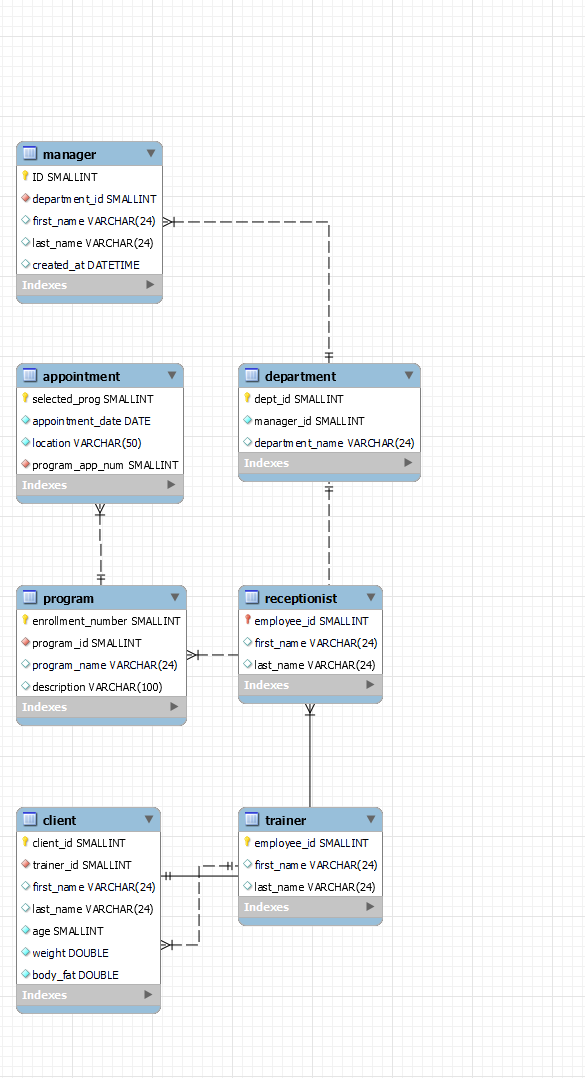 manager
ID SMALLINT
department_id SMALLINT
first_name VARCHAR(24)
last_name VARCHAR(24)
created_at DATETIME
Indexes
appointment
selected_prog SMALLINT
appointment_date DATE
location VARCHAR(50)
program_app_num SMALLINT
Indexes
department
dept_id SMALLINT
manager_id SMALLINT
department_name VARCHAR(24)
Indexes
program
enrollment_number SMALLINT
program_id SMALLINT
program_name VARCHAR(24)
description VARCHAR(100)
Indexes
receptionist
employee_id SMALLINT
first_name VARCHAR(24)
last_name VARCHAR(24)
Indexes
client
client_id SMALLINT
trainer_id SMALLINT
first_name VARCHAR(24)
last_name VARCHAR(24)
age SMALLINT
weight DOUBLE
body_fat DOUBLE
Indexes
trainer
employee_id SMALLINT
first_name VARCHAR(24)
last_name VARCHAR(24)
Indexes